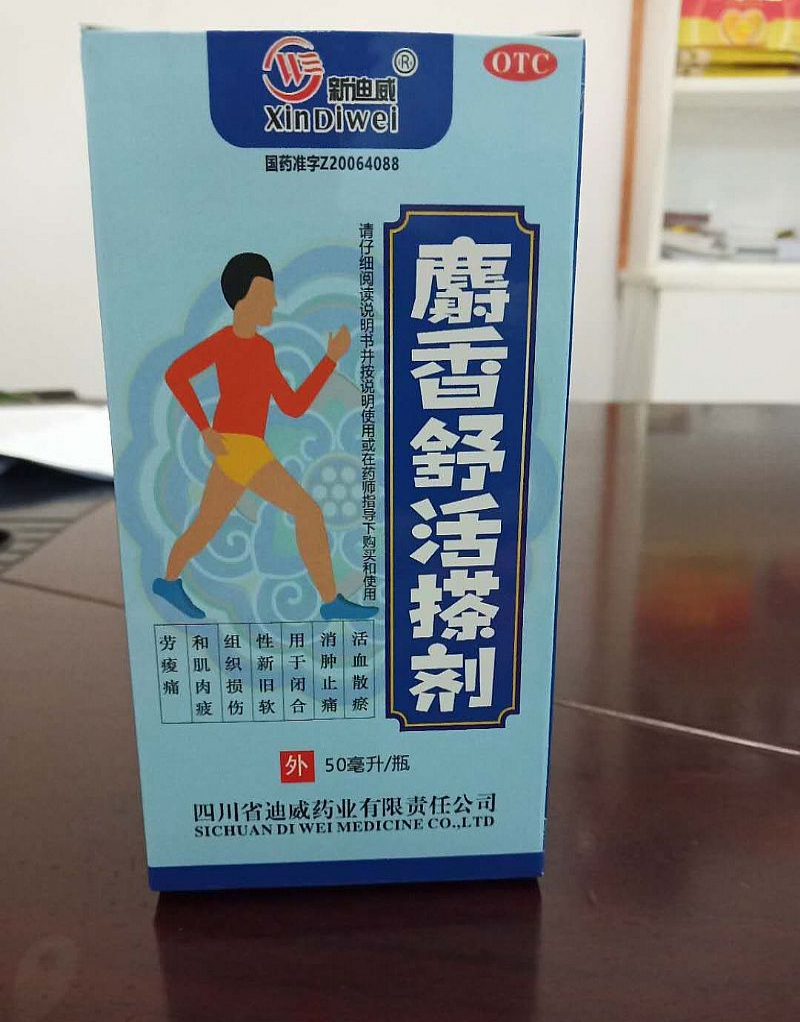 新迪威®
XinDiwei
OTC
国药准字Z20064088
麝香舒活搽剂
请仔细阅读说明书并按说明使用或在药师指导下购买和使用
活血散瘀
消肿止痛
用于闭合
性新旧软
组织损伤
和肌肉疲
劳痠痛
外 50毫升/瓶
四川省迪威药业有限责任公司
SICHUAN DI WEI MEDICINE CO.,LTD